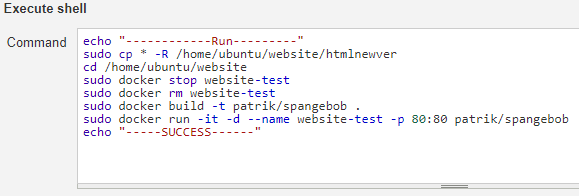 Execute shell
Command
echo "------------Run---------"
sudo cp * -R /home/ubuntu/website/htmlnewver
cd /home/ubuntu/website
sudo docker stop website-test
sudo docker rm website-test
sudo docker build -t patrik/spangebob .
sudo docker run -it -d --name website-test -p 80:80 patrik/spangebob
echo "-----SUCCESS------"